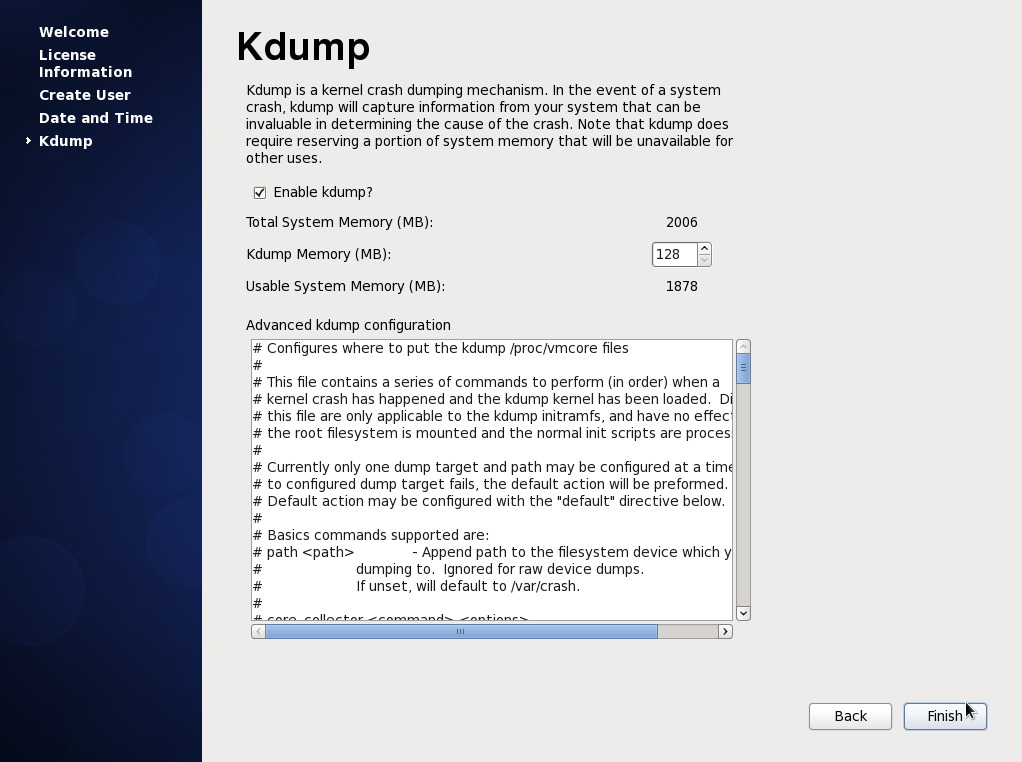 Welcome
License
Information
Create User
Date and Time
Kdump
Kdump
Kdump is a kernel crash dumping mechanism. In the event of a system
crash, kdump will capture information from your system that can be
invaluable in determining the cause of the crash. Note that kdump does
require reserving a portion of system memory that will be unavailable for
other uses.
Enable kdump?
Total System Memory (MB): 2006
Kdump Memory (MB): 128
Usable System Memory (MB): 1878
Advanced kdump configuration
# Configures where to put the kdump /proc/vmcore files
#
# This file contains a series of commands to perform (in order) when a
# kernel crash has happened and the kdump kernel has been loaded.  Di
# this file are only applicable to the kdump initramfs, and have no effect
# the root filesystem is mounted and the normal init scripts are proces
#
# Currently only one dump target and path may be configured at a time
# to configured dump target fails, the default action will be preformed.
# Default action may be configured with the "default" directive below.
#
# Basics commands supported are:
# path <path> - Append path to the filesystem device which y
# dumping to.  Ignored for raw device dumps.
# If unset, will default to /var/crash.
#
# core_collector <command> <options>
Back
Finish